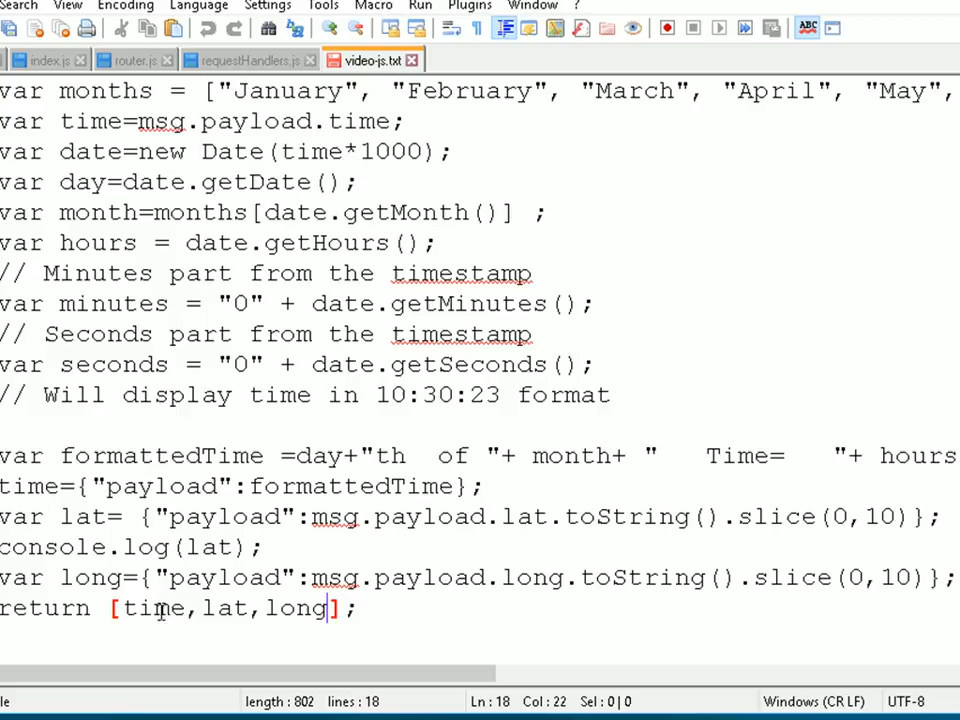 Search View Encoding Language Settings Tools Macro Run Plugins Window ?
ABC
index.js router.js requestHandlers.js video-js.txt
var months = ["January", "February", "March", "April", "May",
var time=msg.payload.time;
var date=new Date(time*1000);
var day=date.getDate();
var month=months[date.getMonth()] ;
var hours = date.getHours();
// Minutes part from the timestamp
var minutes = "0" + date.getMinutes();
// Seconds part from the timestamp
var seconds = "0" + date.getSeconds();
// Will display time in 10:30:23 format
var formattedTime =day+"th  of "+ month+ "   Time=   "+ hours
time={"payload":formattedTime};
var lat= {"payload":msg.payload.lat.toString().slice(0,10)};
console.log(lat);
var long={"payload":msg.payload.long.toString().slice(0,10)};
return [time,lat,long];
length : 802 lines : 18 Ln : 18 Col : 22 Sel : 0 | 0 Windows (CR LF) UTF-8